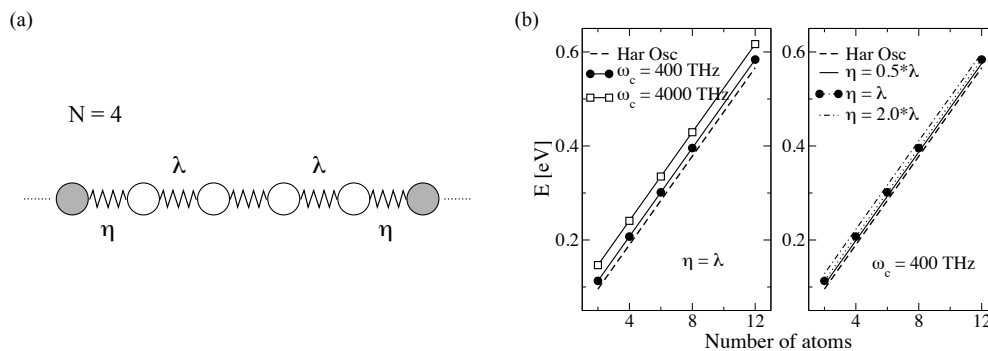 (a)
N = 4
λ
λ
η
η
(b)
E [eV]
0.6
0.4
0.2
Har Osc
ω_c = 400 THz
ω_c = 4000 THz
η = λ
4
8
12
0.6
0.4
0.2
Har Osc
η = 0.5*λ
η = λ
η = 2.0*λ
ω_c = 400 THz
4
8
12
Number of atoms